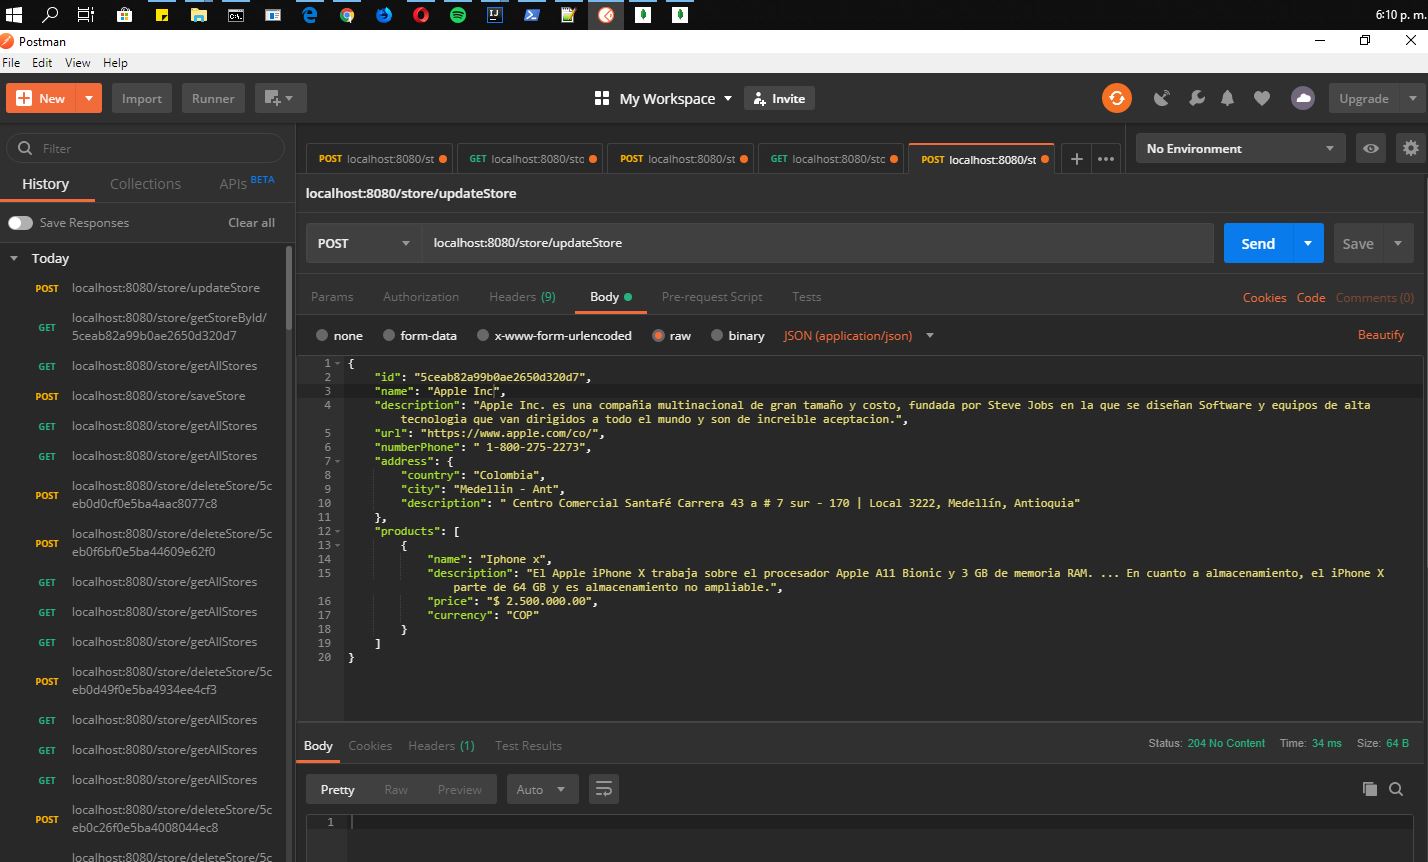 6:10 p. m.
Postman
File Edit View Help
New Import Runner My Workspace Invite Upgrade
Filter
History Collections APIs BETA
Save Responses Clear all
Today
POST localhost:8080/store/updateStore
GET localhost:8080/store/getStoreById/
5ceab82a99b0ae2650d320d7
GET localhost:8080/store/getAllStores
POST localhost:8080/store/saveStore
GET localhost:8080/store/getAllStores
GET localhost:8080/store/getAllStores
POST localhost:8080/store/deleteStore/5c
eb0d0cf0e5ba4aac8077c8
POST localhost:8080/store/deleteStore/5c
eb0f6bf0e5ba44609e62f0
GET localhost:8080/store/getAllStores
GET localhost:8080/store/getAllStores
GET localhost:8080/store/getAllStores
POST localhost:8080/store/deleteStore/5c
eb0d49f0e5ba4934ee4cf3
GET localhost:8080/store/getAllStores
GET localhost:8080/store/getAllStores
GET localhost:8080/store/getAllStores
POST localhost:8080/store/deleteStore/5c
eb0c26f0e5ba4008044ec8
localhost:8080/store/deleteStore/5c
POST localhost:8080/st GET localhost:8080/sto POST localhost:8080/st GET localhost:8080/sto POST localhost:8080/st No Environment
localhost:8080/store/updateStore
POST localhost:8080/store/updateStore Send Save
Params Authorization Headers (9) Body Pre-request Script Tests Cookies Code Comments (0)
none form-data x-www-form-urlencoded raw binary JSON (application/json) Beautify
1 {
2 "id": "5ceab82a99b0ae2650d320d7",
3 "name": "Apple Inc",
4 "description": "Apple Inc. es una compañia multinacional de gran tamaño y costo, fundada por Steve Jobs en la que se diseñan Software y equipos de alta
tecnologia que van dirigidos a todo el mundo y son de increible aceptacion.",
5 "url": "https://www.apple.com/co/",
6 "numberPhone": " 1-800-275-2273",
7 "address": {
8 "country": "Colombia",
9 "city": "Medellin - Ant",
10 "description": " Centro Comercial Santafé Carrera 43 a # 7 sur - 170 | Local 3222, Medellín, Antioquia"
11 },
12 "products": [
13 {
14 "name": "Iphone x",
15 "description": "El Apple iPhone X trabaja sobre el procesador Apple A11 Bionic y 3 GB de memoria RAM. ... En cuanto a almacenamiento, el iPhone X
parte de 64 GB y es almacenamiento no ampliable.",
16 "price": "$ 2.500.000.00",
17 "currency": "COP"
18 }
19 ]
20 }
Body Cookies Headers (1) Test Results Status: 204 No Content Time: 34 ms Size: 64 B
Pretty Raw Preview Auto
1